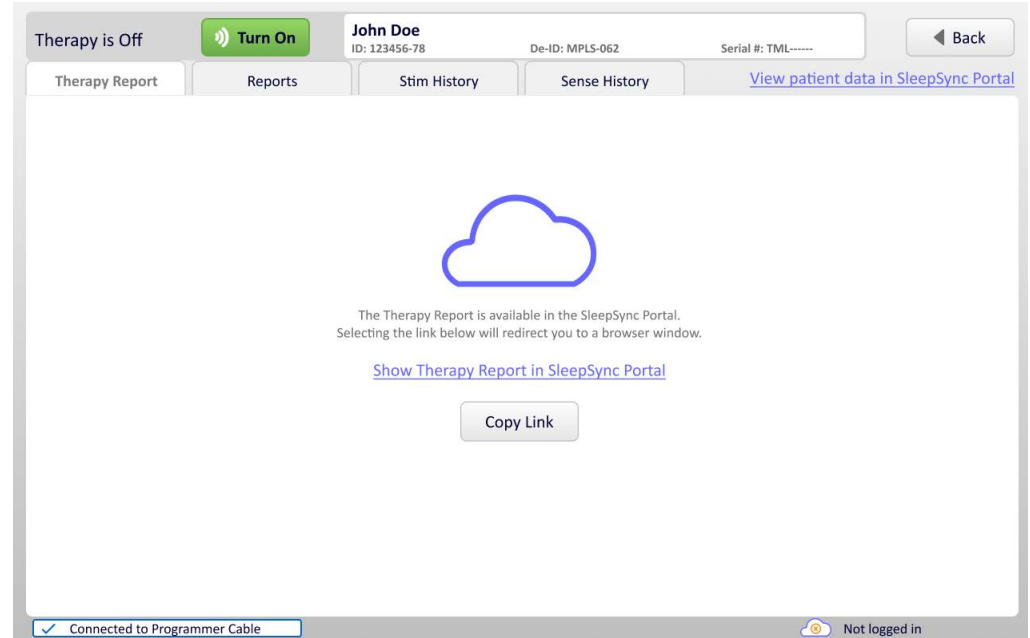 Therapy is Off
Turn On
John Doe
ID: 123456-78 De-ID: MPLS-062 Serial #: TML------
Back
Therapy Report Reports Stim History Sense History View patient data in SleepSync Portal
The Therapy Report is available in the SleepSync Portal.
Selecting the link below will redirect you to a browser window.
Show Therapy Report in SleepSync Portal
Copy Link
Connected to Programmer Cable
Not logged in